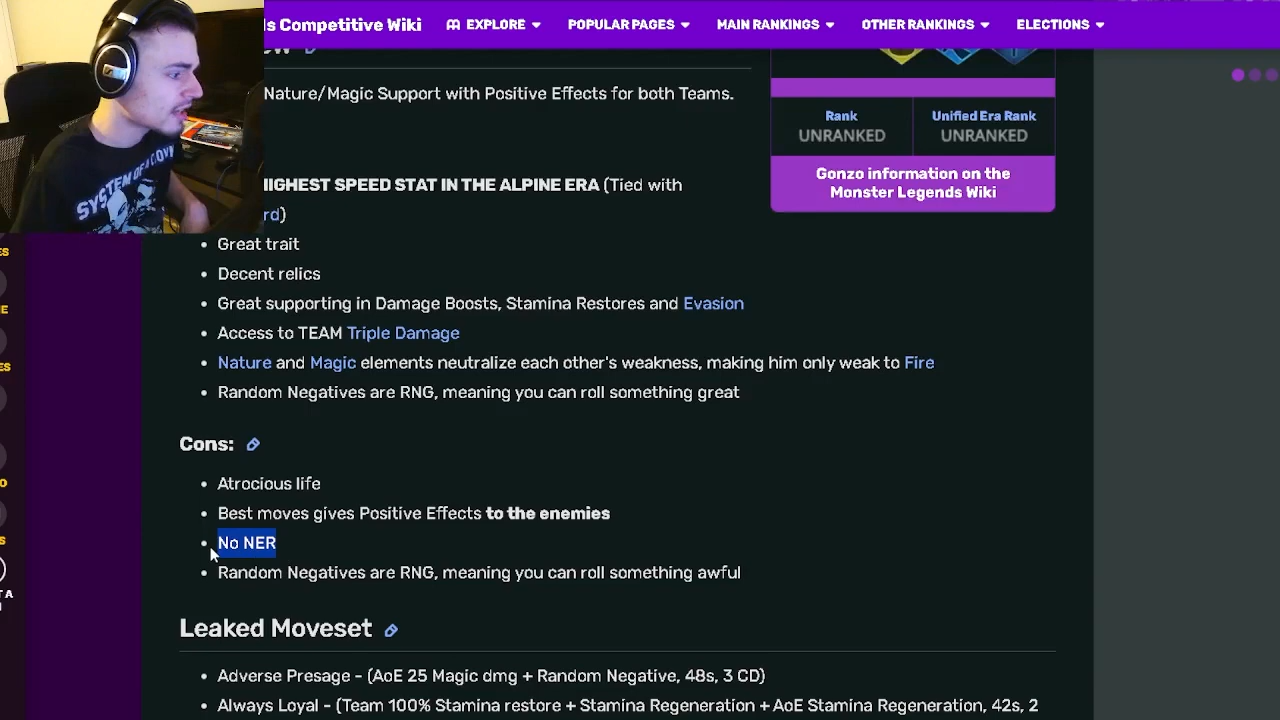 ls Competitive Wiki
EXPLORE
POPULAR PAGES
MAIN RANKINGS
OTHER RANKINGS
ELECTIONS
Nature/Magic Support with Positive Effects for both Teams.
Rank
UNRANKED
Unified Era Rank
UNRANKED
Gonzo information on the
Monster Legends Wiki
IGHEST SPEED STAT IN THE ALPINE ERA (Tied with
rd)
• Great trait
• Decent relics
• Great supporting in Damage Boosts, Stamina Restores and Evasion
• Access to TEAM Triple Damage
• Nature and Magic elements neutralize each other's weakness, making him only weak to Fire
• Random Negatives are RNG, meaning you can roll something great
Cons:
• Atrocious life
• Best moves gives Positive Effects to the enemies
• No NER
• Random Negatives are RNG, meaning you can roll something awful
Leaked Moveset
• Adverse Presage - (AoE 25 Magic dmg + Random Negative, 48s, 3 CD)
• Always Loyal - (Team 100% Stamina restore + Stamina Regeneration + AoE Stamina Regeneration, 42s, 2
SYSTEM OF A DOWN